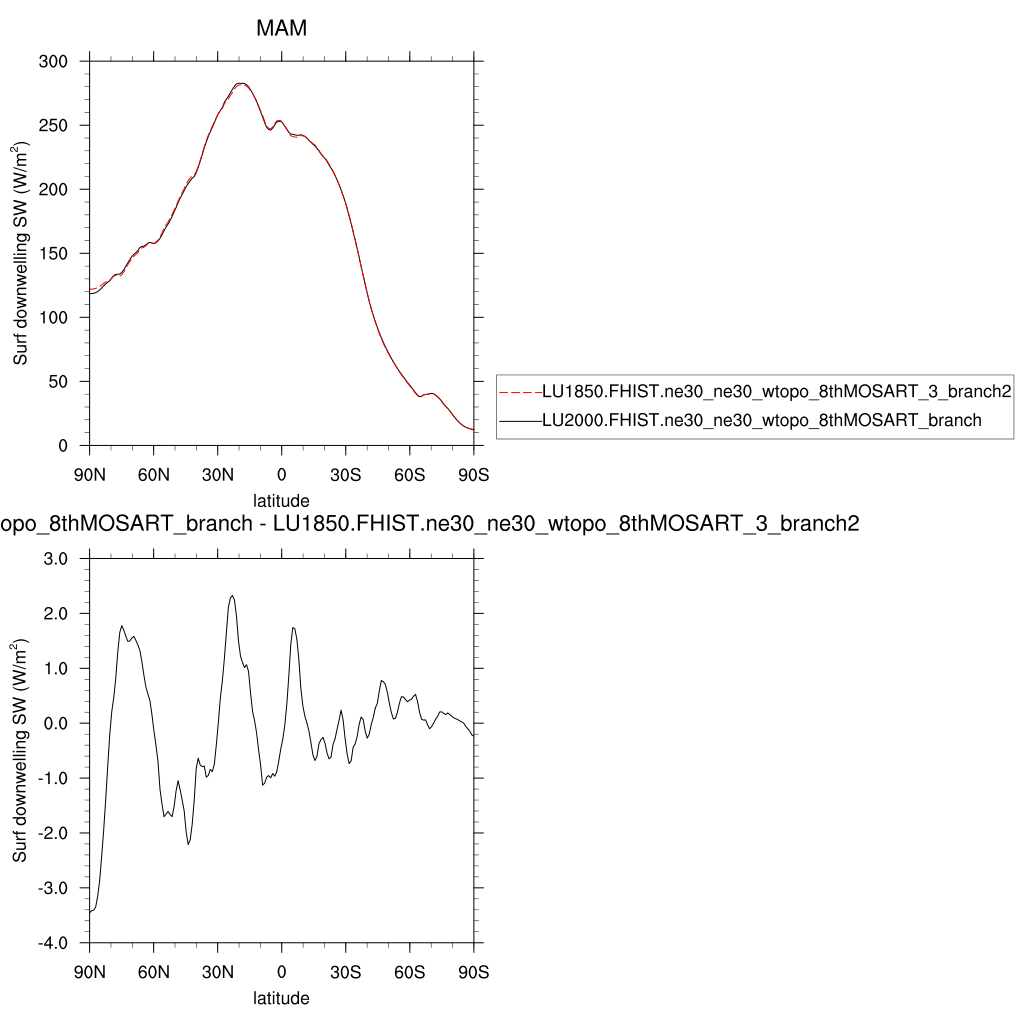 MAM
300
250
200
150
100
50
0
Surf downwelling SW (W/m²)
90N 60N 30N 0 30S 60S 90S
latitude
LU1850.FHIST.ne30_ne30_wtopo_8thMOSART_3_branch2
LU2000.FHIST.ne30_ne30_wtopo_8thMOSART_branch
opo_8thMOSART_branch - LU1850.FHIST.ne30_ne30_wtopo_8thMOSART_3_branch2
3.0
2.0
1.0
0.0
-1.0
-2.0
-3.0
-4.0
Surf downwelling SW (W/m²)
90N 60N 30N 0 30S 60S 90S
latitude